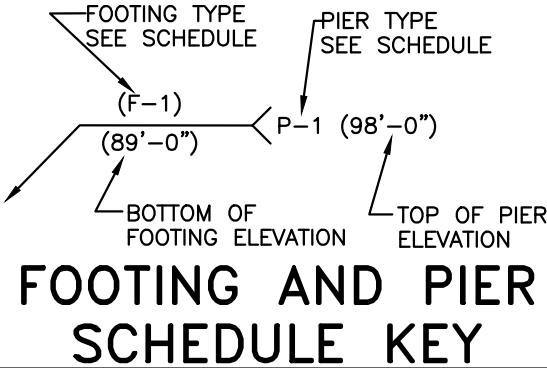 FOOTING TYPE
SEE SCHEDULE
PIER TYPE
SEE SCHEDULE
(F-1)
P-1 (98'-0")
(89'-0")
BOTTOM OF
FOOTING ELEVATION
TOP OF PIER
ELEVATION
FOOTING AND PIER
SCHEDULE KEY